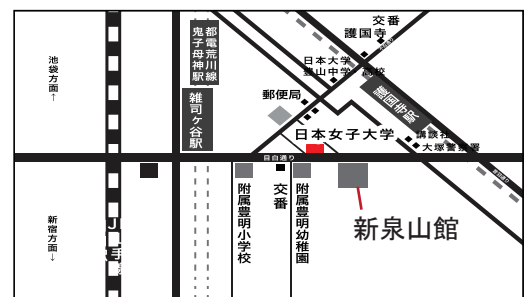 交番
護国寺
都電荒川線
鬼子母神駅
日本大学
豊山中学 高校
池袋方面→
郵便局
雑司ヶ谷駅
護国寺駅
日本女子大学
講談社
大塚警察署
目白通り
附属豊明小学校
交番
附属豊明幼稚園
新泉山館
新宿方面→